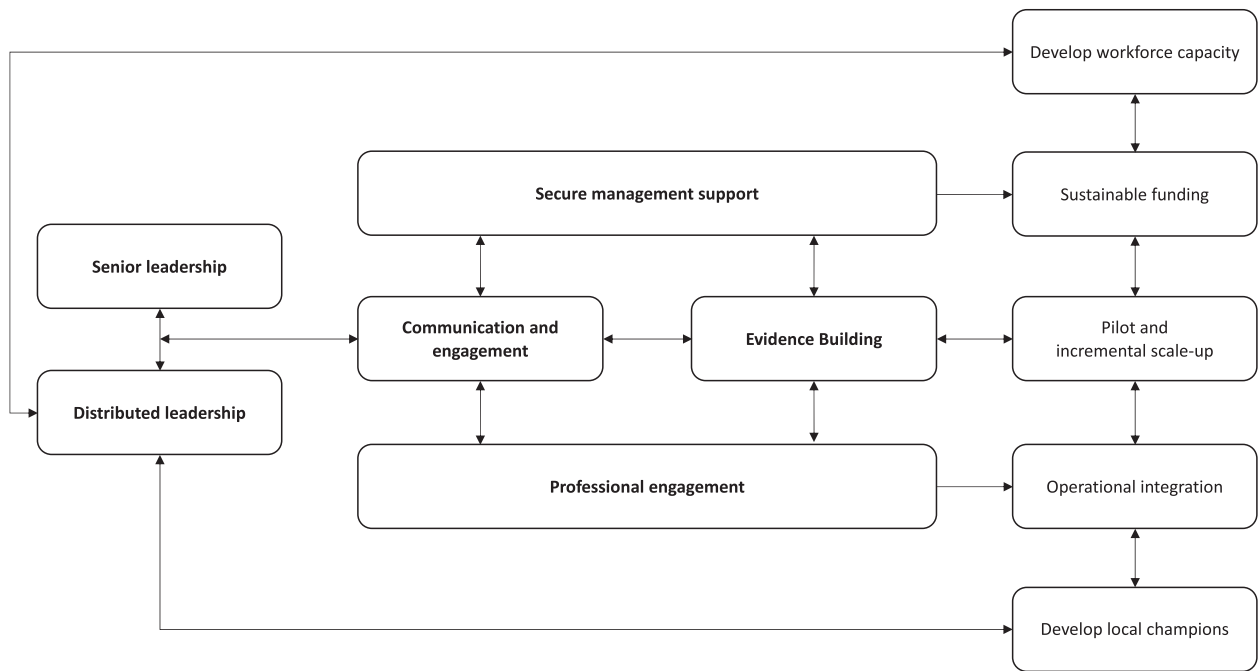 Develop workforce capacity
Secure management support
Sustainable funding
Senior leadership
Communication and
engagement
Evidence Building
Pilot and
incremental scale-up
Distributed leadership
Professional engagement
Operational integration
Develop local champions